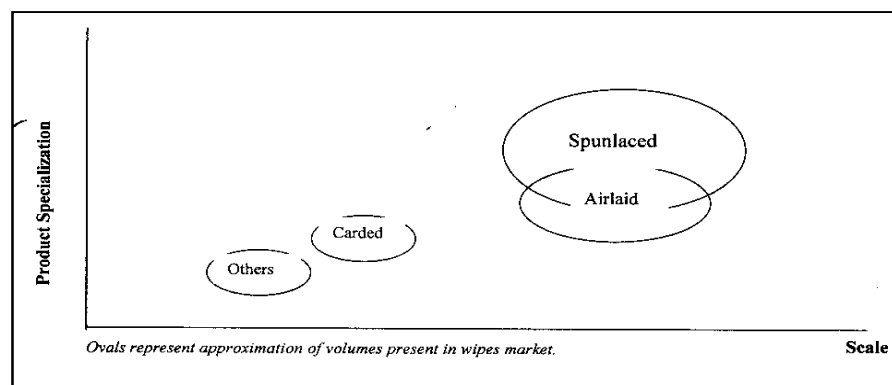 Product Specialization
Spunlaced
Airlaid
Carded
Others
Ovals represent approximation of volumes present in wipes market.
Scale